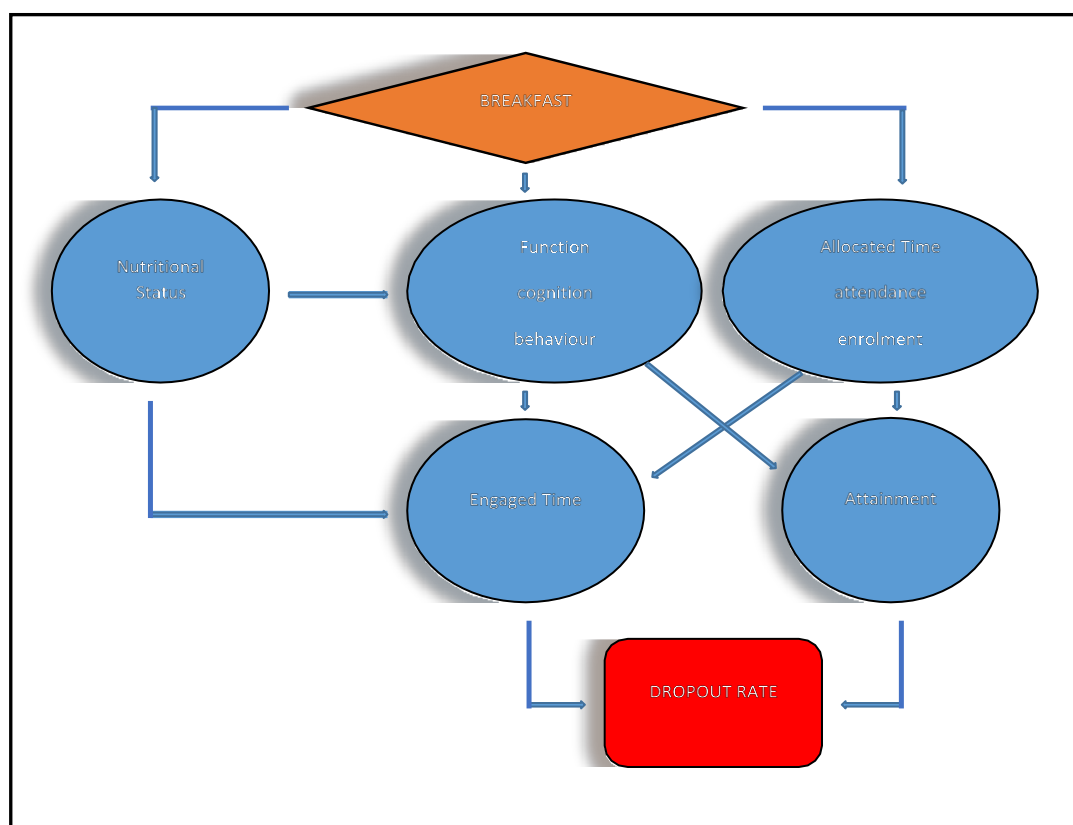 BREAKFAST
Nutritional
Status
Function
cognition
behaviour
Allocated Time
attendance
enrolment
Engaged Time
Attainment
DROPOUT RATE